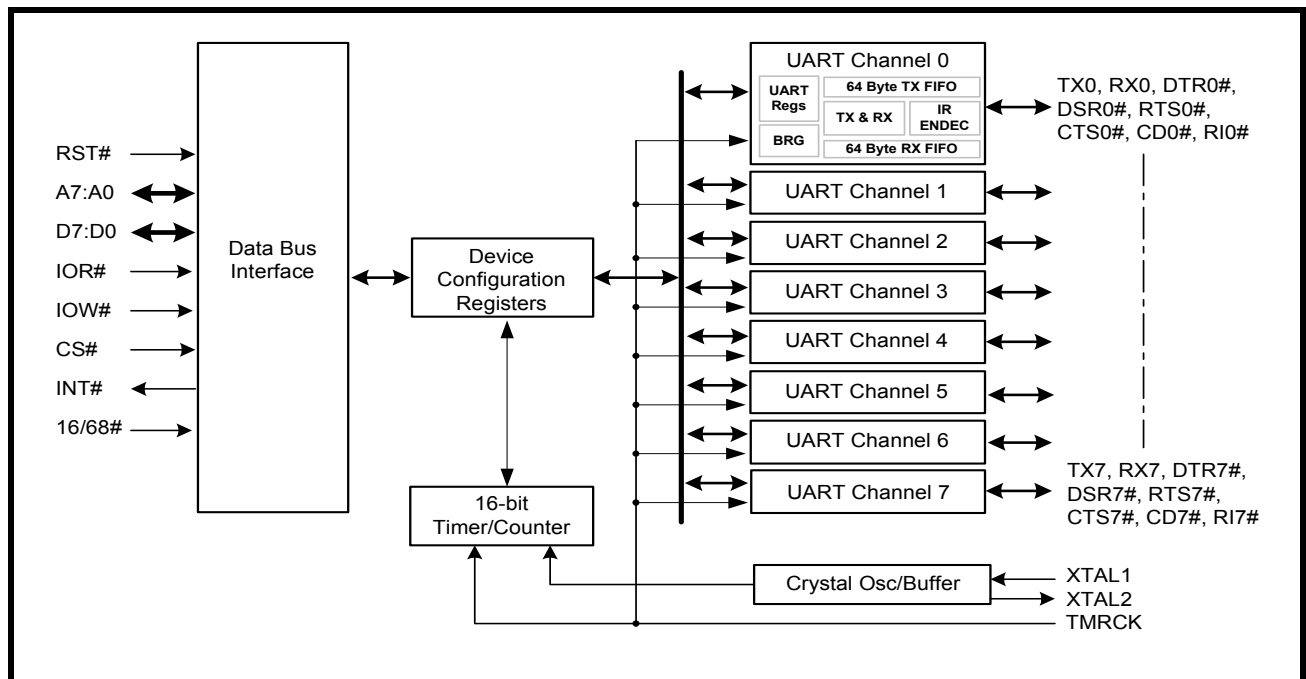 RST#
A7:A0
D7:D0
IOR#
IOW#
CS#
INT#
16/68#
Data Bus
Interface
Device
Configuration
Registers
16-bit
Timer/Counter
UART Channel 0
UART
Regs
BRG
64 Byte TX FIFO
TX & RX
IR
ENDEC
64 Byte RX FIFO
UART Channel 1
UART Channel 2
UART Channel 3
UART Channel 4
UART Channel 5
UART Channel 6
UART Channel 7
Crystal Osc/Buffer
TX0, RX0, DTR0#,
DSR0#, RTS0#,
CTS0#, CD0#, RI0#
TX7, RX7, DTR7#,
DSR7#, RTS7#,
CTS7#, CD7#, RI7#
XTAL1
XTAL2
TMRCK